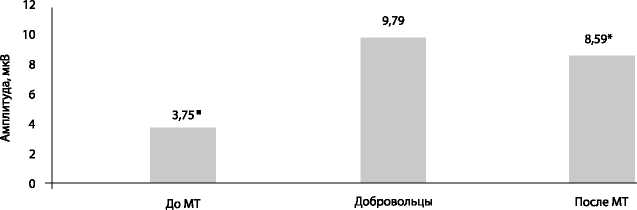 Амплитуда, мкВ
12
10
8
6
4
2
0
3,75▪
9,79
8,59*
До МТ
Добровольцы
После МТ